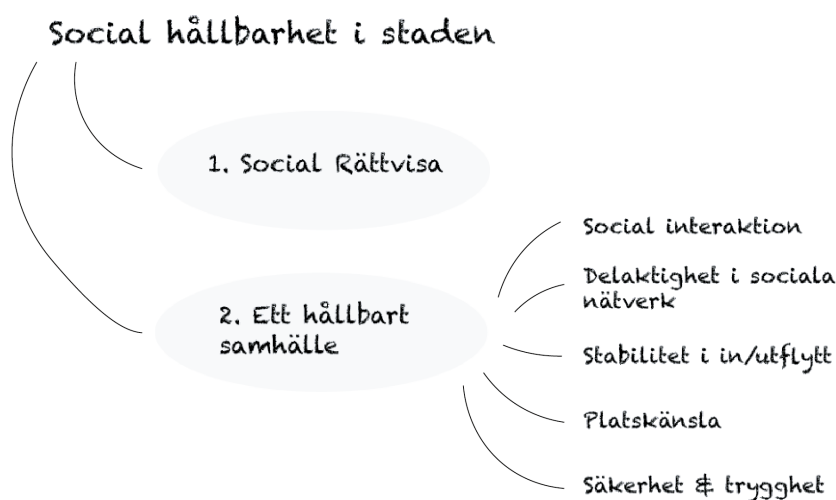 Social hållbarhet i staden
1. Social Rättvisa
2. Ett hållbart
samhälle
Social interaktion
Delaktighet i sociala
nätverk
Stabilitet i in/utflytt
Platskänsla
Säkerhet & trygghet